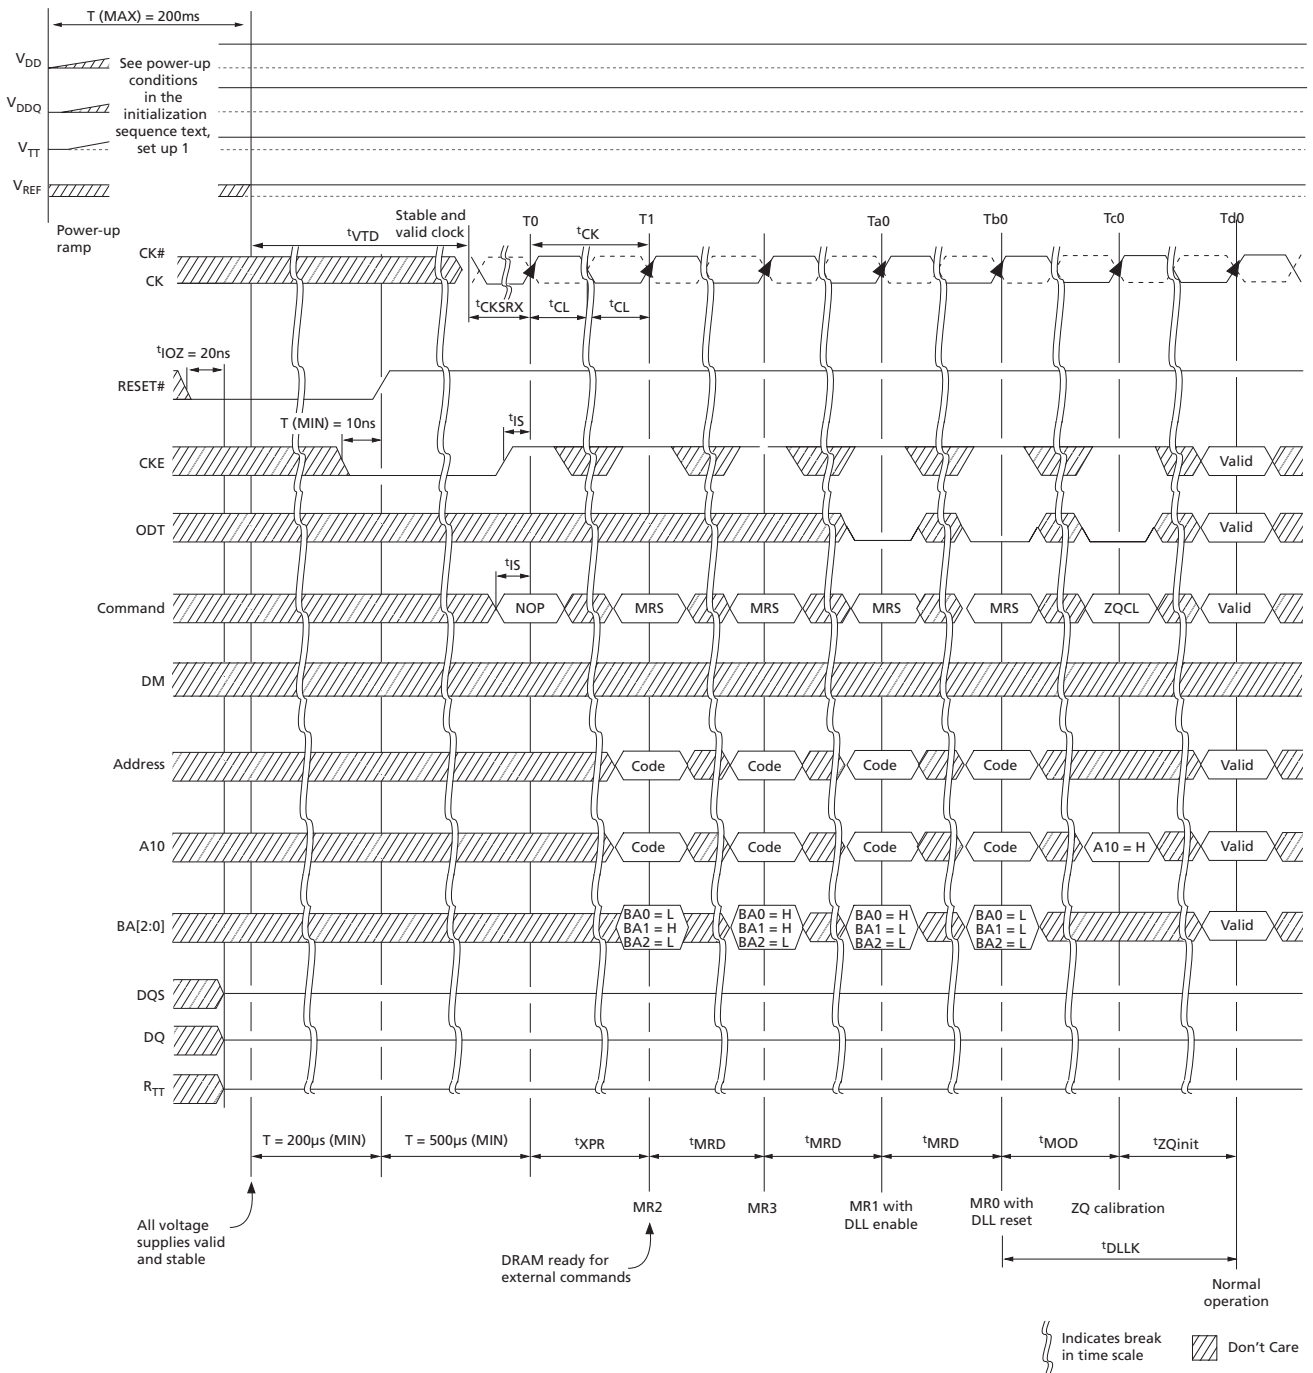 T (MAX) = 200ms
VDD
See power-up
conditions
in the
initialization
sequence text,
set up 1
VDDQ
VTT
VREF
Power-up
ramp
Stable and
valid clock
T0
T1
Ta0
Tb0
Tc0
Td0
tVTD
tCK
CK#
CK
tCKSRX
tCL
tCL
tIOZ = 20ns
RESET#
T (MIN) = 10ns
tIS
CKE
Valid
ODT
Valid
tIS
Command
NOP
MRS
MRS
MRS
MRS
ZQCL
Valid
DM
Address
Code
Code
Code
Code
Valid
A10
Code
Code
Code
Code
A10 = H
Valid
BA[2:0]
BA0 = L
BA1 = H
BA2 = L
BA0 = H
BA1 = H
BA2 = L
BA0 = H
BA1 = L
BA2 = L
BA0 = L
BA1 = L
BA2 = L
Valid
DQS
DQ
RTT
T = 200µs (MIN)
T = 500µs (MIN)
tXPR
tMRD
tMRD
tMRD
tMOD
tZQinit
MR2
MR3
MR1 with
DLL enable
MR0 with
DLL reset
ZQ calibration
All voltage
supplies valid
and stable
DRAM ready for
external commands
tDLLK
Normal
operation
Indicates break
in time scale
Don't Care